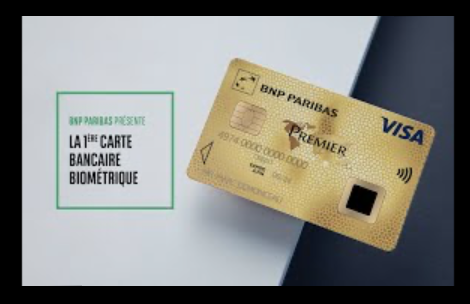 BNP PARIBAS PRÉSENTE
LA 1ÈRE CARTE
BANCAIRE
BIOMÉTRIQUE
BNP PARIBAS
VISA
PREMIER
4974 0000 0000 0000